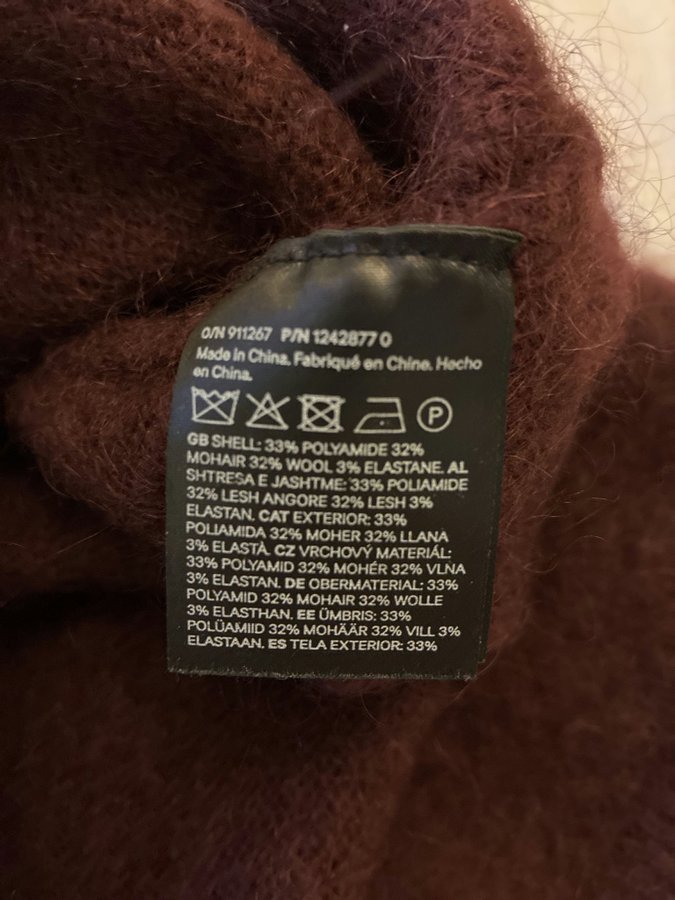 O/N 911267 P/N 1242877 0
Made in China. Fabriqué en Chine. Hecho
en China.
P
GB SHELL: 33% POLYAMIDE 32%
MOHAIR 32% WOOL 3% ELASTANE. AL
SHTRESA E JASHTME: 33% POLIAMIDE
32% LESH ANGORE 32% LESH 3%
ELASTAN. CAT EXTERIOR: 33%
POLIAMIDA 32% MOHER 32% LLANA
3% ELASTÀ. CZ VRCHOVÝ MATERIÁL:
33% POLYAMID 32% MOHÉR 32% VLNA
3% ELASTAN. DE OBERMATERIAL: 33%
POLYAMID 32% MOHAIR 32% WOLLE
3% ELASTHAN. EE ÜMBRIS: 33%
POLÜAMIID 32% MOHÄÄR 32% VILL 3%
ELASTAAN. ES TELA EXTERIOR: 33%